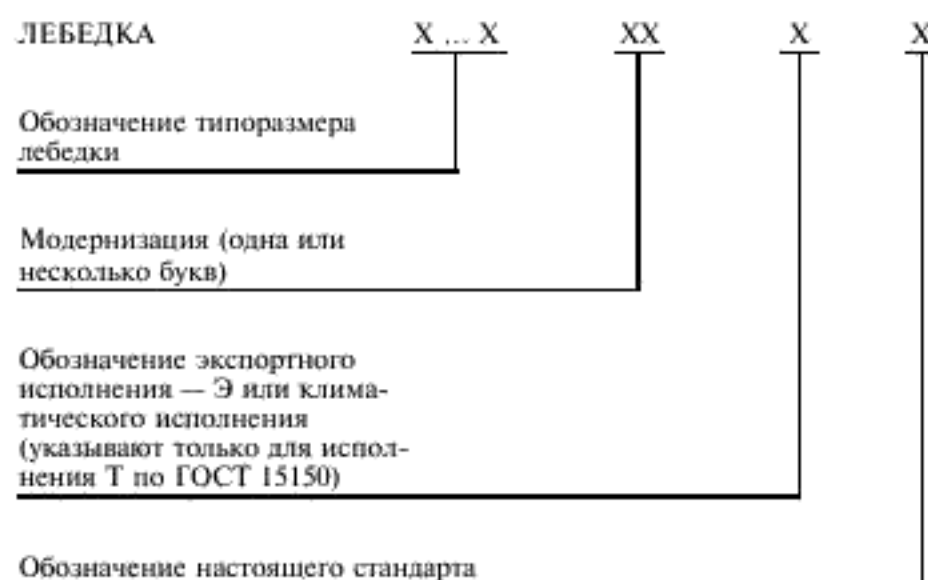 ЛЕБЕДКА X ... X XX X X
Обозначение типоразмера
лебедки
Модернизация (одна или
несколько букв)
Обозначение экспортного
исполнения — Э или клима-
тического исполнения
(указывают только для испол-
нения Т по ГОСТ 15150)
Обозначение настоящего стандарта